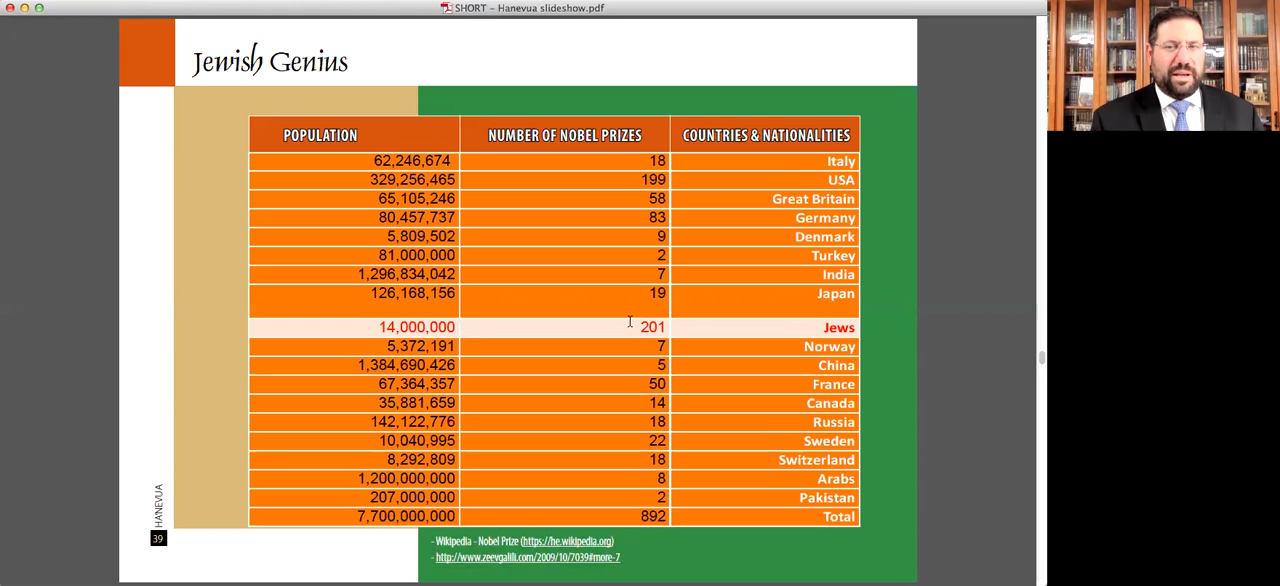 SHORT - Hanevua slideshow.pdf
Jewish Genius
POPULATION NUMBER OF NOBEL PRIZES COUNTRIES & NATIONALITIES
62,246,674 18 Italy
329,256,465 199 USA
65,105,246 58 Great Britain
80,457,737 83 Germany
5,809,502 9 Denmark
81,000,000 2 Turkey
1,296,834,042 7 India
126,168,156 19 Japan
14,000,000 201 Jews
5,372,191 7 Norway
1,384,690,426 5 China
67,364,357 50 France
35,881,659 14 Canada
142,122,776 18 Russia
10,040,995 22 Sweden
8,292,809 18 Switzerland
1,200,000,000 8 Arabs
207,000,000 2 Pakistan
7,700,000,000 892 Total
HA'NEVUA
39
- Wikipedia - Nobel Prize (https://he.wikipedia.org)
- http://www.zeevgalili.com/2009/10/7039#more-7